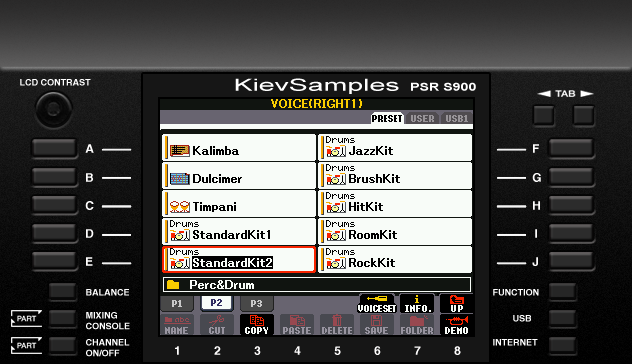 KievSamples PSR S900
LCD CONTRAST
TAB
VOICE(RIGHT1)
PRESET USER USB1
A
B
C
D
E
Kalimba
Dulcimer
Timpani
Drums
StandardKit1
Drums
StandardKit2
Drums
JazzKit
Drums
BrushKit
Drums
HitKit
Drums
RoomKit
Drums
RockKit
F
G
H
I
J
Perc&Drum
P1 P2 P3
VOICESET INFO. UP
NAME CUT COPY PASTE DELETE SAVE FOLDER DEMO
1 2 3 4 5 6 7 8
BALANCE
PART
MIXING
CONSOLE
PART
CHANNEL
ON/OFF
FUNCTION
USB
INTERNET